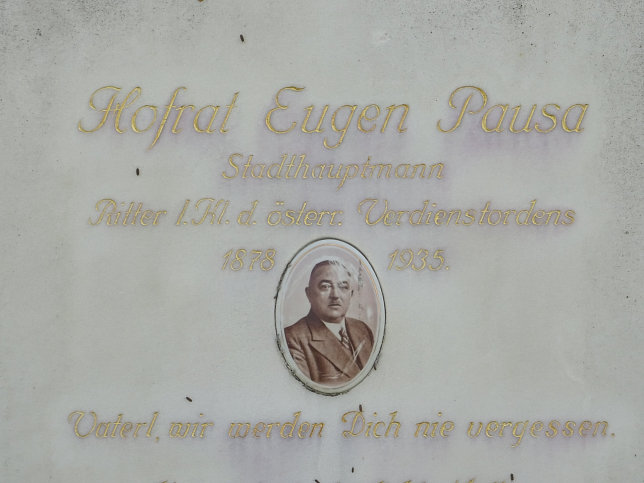 Hofrat Eugen Pausa
Stadthauptmann
Ritter I. Kl. d. österr. Verdienstordens
1878 1935.
Vaterl, wir werden Dich nie vergessen.